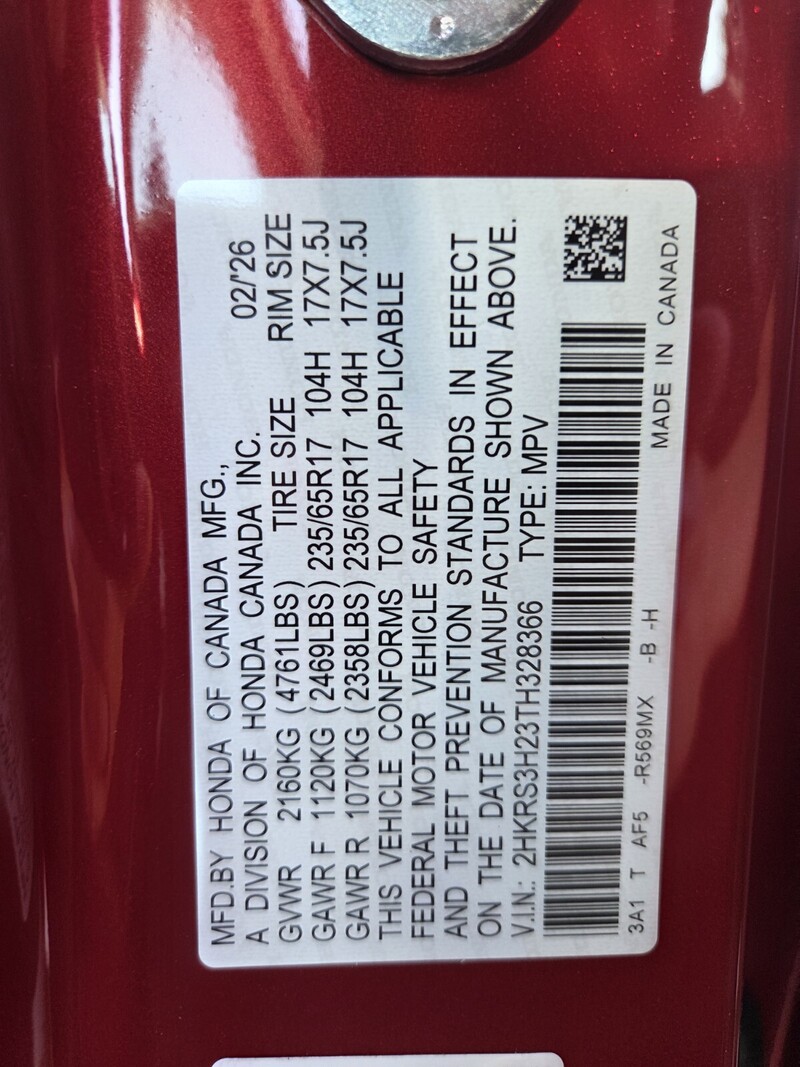 MFD.BY HONDA OF CANADA MFG.,
A DIVISION OF HONDA CANADA INC. 02/'26
GVWR 2160KG (4761LBS) TIRE SIZE RIM SIZE
GAWR F 1120KG (2469LBS) 235/65R17 104H 17X7.5J
GAWR R 1070KG (2358LBS) 235/65R17 104H 17X7.5J
THIS VEHICLE CONFORMS TO ALL APPLICABLE
FEDERAL MOTOR VEHICLE SAFETY
AND THEFT PREVENTION STANDARDS IN EFFECT
ON THE DATE OF MANUFACTURE SHOWN ABOVE.
V.I.N.: 2HKRS3H23TH328366 TYPE: MPV
3A1 T AF5 -R569MX -B -H
MADE IN CANADA